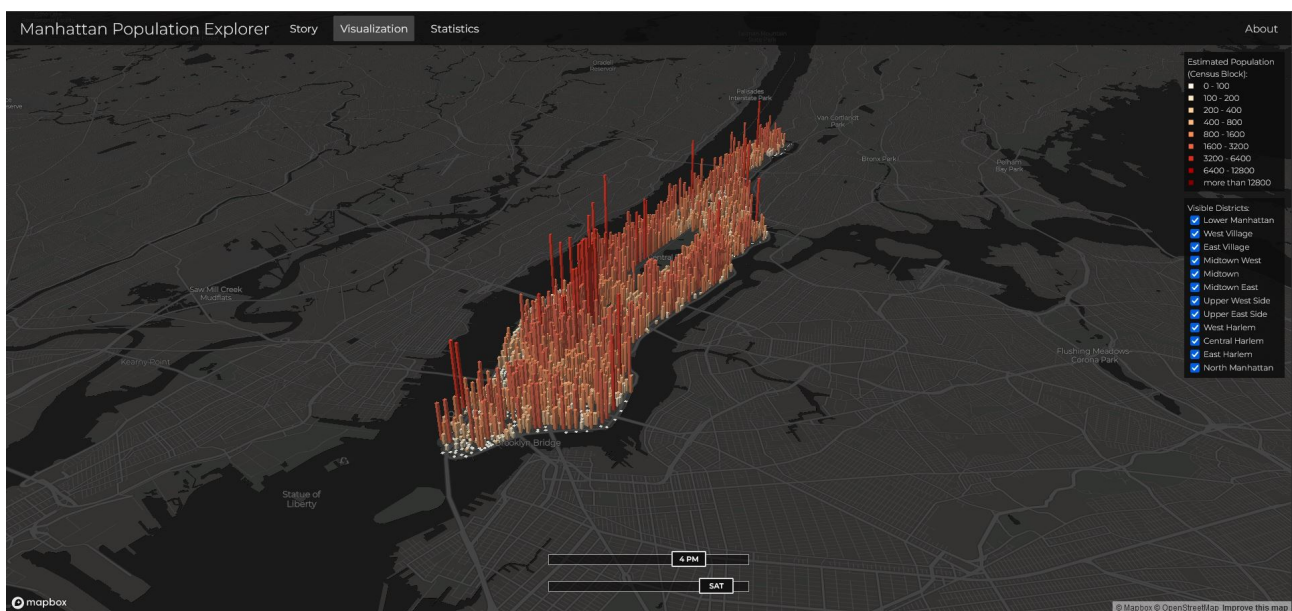 Manhattan Population Explorer Story Visualization Statistics About
Estimated Population
(Census Block):
0 - 100
100 - 200
200 - 400
400 - 800
800 - 1600
1600 - 3200
3200 - 6400
6400 - 12800
more than 12800
Visible Districts:
Lower Manhattan
West Village
East Village
Midtown West
Midtown
Midtown East
Upper West Side
Upper East Side
West Harlem
Central Harlem
East Harlem
North Manhattan
Oradell
Reservoir
Palisades
Interstate Park
Van Cortlandt
Park
Bronx Park
Pelham
Bay Park
Saw Mill Creek
Mudflats
Kearny Point
Flushing Meadows-
Corona Park
Brooklyn Bridge
Statue of
Liberty
4 PM
SAT
mapbox
© Mapbox © OpenStreetMap Improve this map